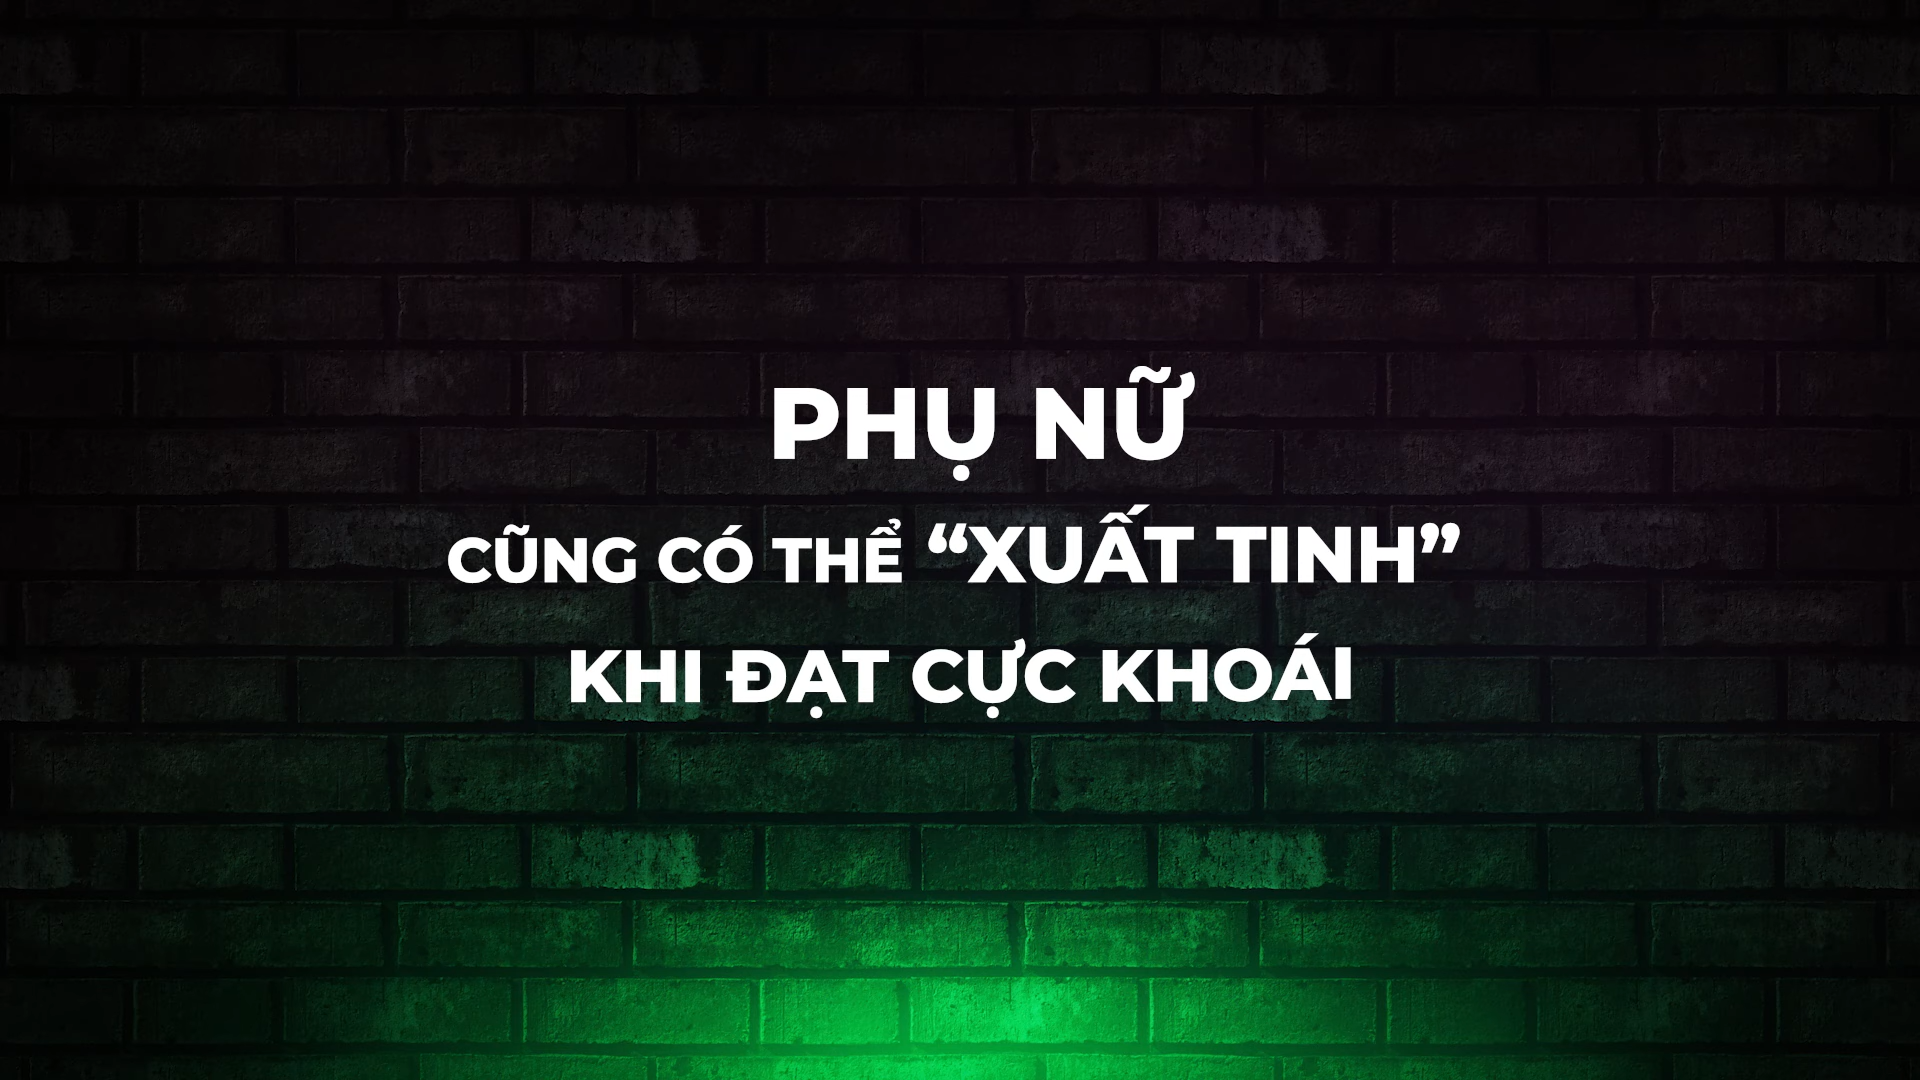 PHỤ NỮ
CŨNG CÓ THỂ “XUẤT TINH”
KHI ĐẠT CỰC KHOÁI